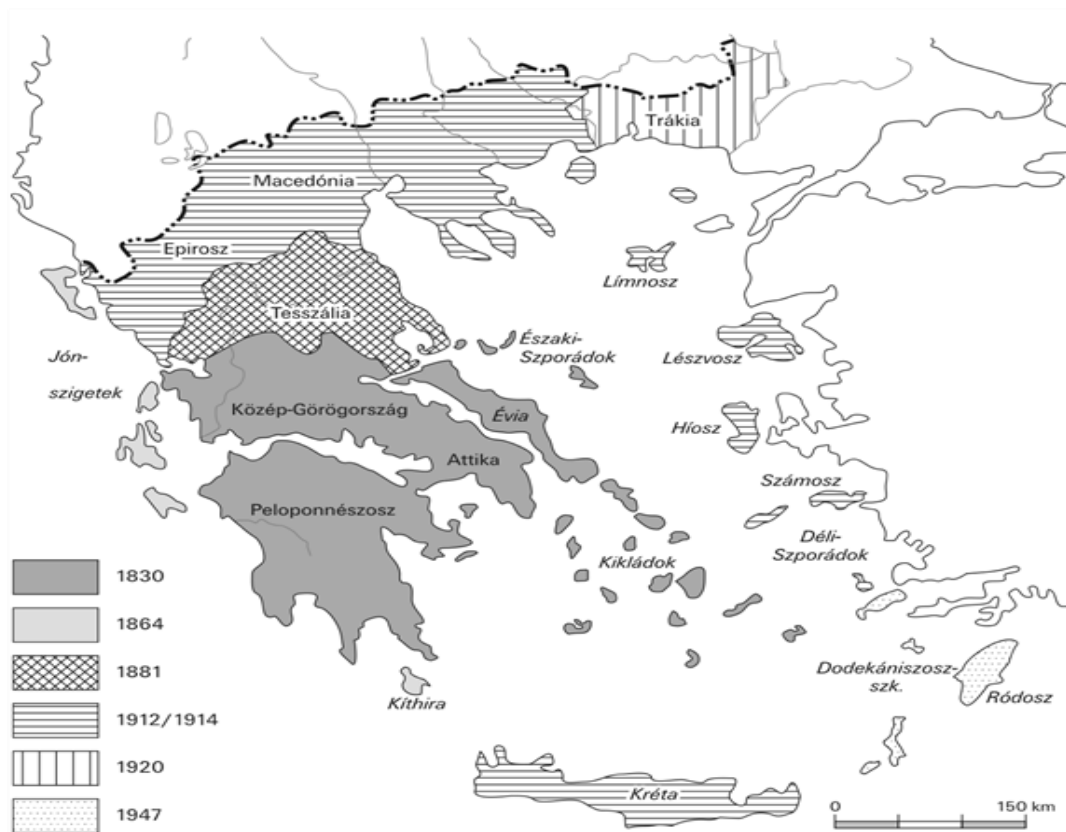 Trákia
Macedónia
Epirosz
Tesszália
Límnosz
Jón-
szigetek
Északi-
Szporádok
Lészvosz
Közép-Görögország
Évia
Híosz
Attika
Számosz
Peloponnészosz
Déli-
Szporádok
Kikládok
Kíthira
Dodekániszosz-
szk.
Ródosz
Kréta
1830
1864
1881
1912/1914
1920
1947
0 150 km